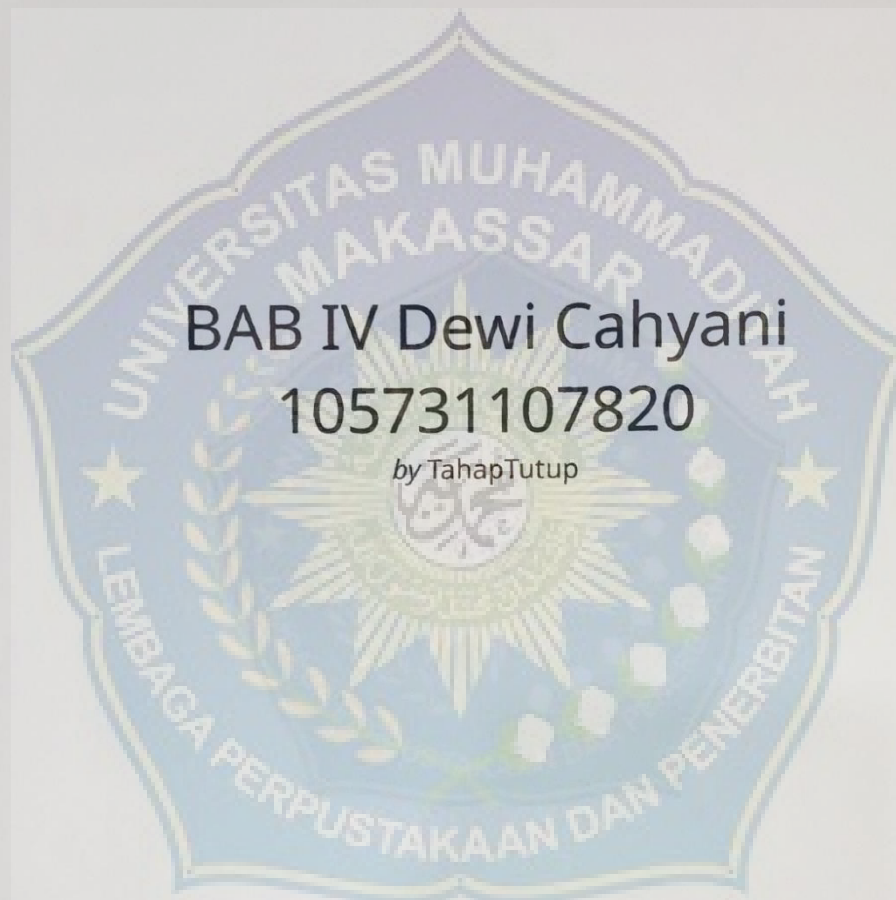 UNIVERSITAS MUHAMMADIYAH
MAKASSAR
BAB IV Dewi Cahyani
105731107820
by TahapTutup
LEMBAGA PERPUSTAKAAN DAN PENERBITAN